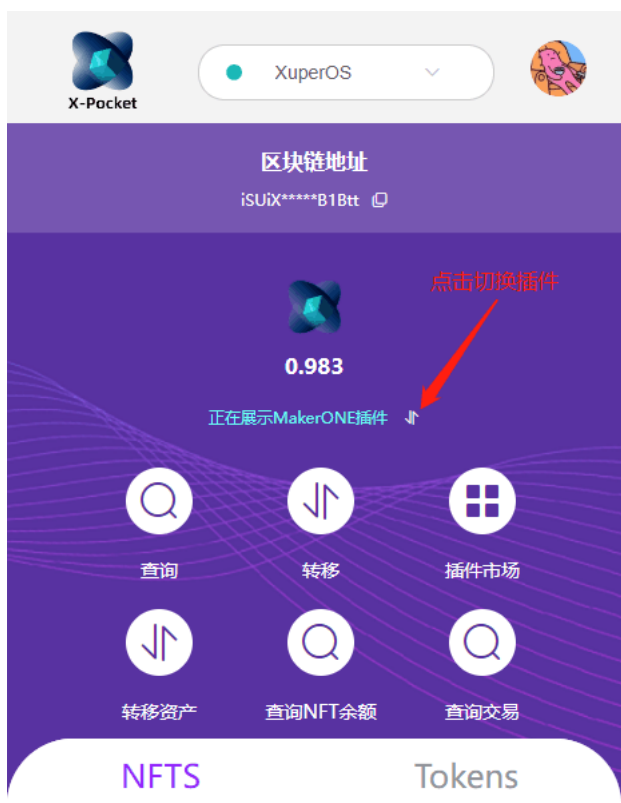 X-Pocket
XuperOS
区块链地址
iSUiX*****B1Btt
点击切换插件
0.983
正在展示MakerONE插件
查询
转移
插件市场
转移资产
查询NFT余额
查询交易
NFTS
Tokens